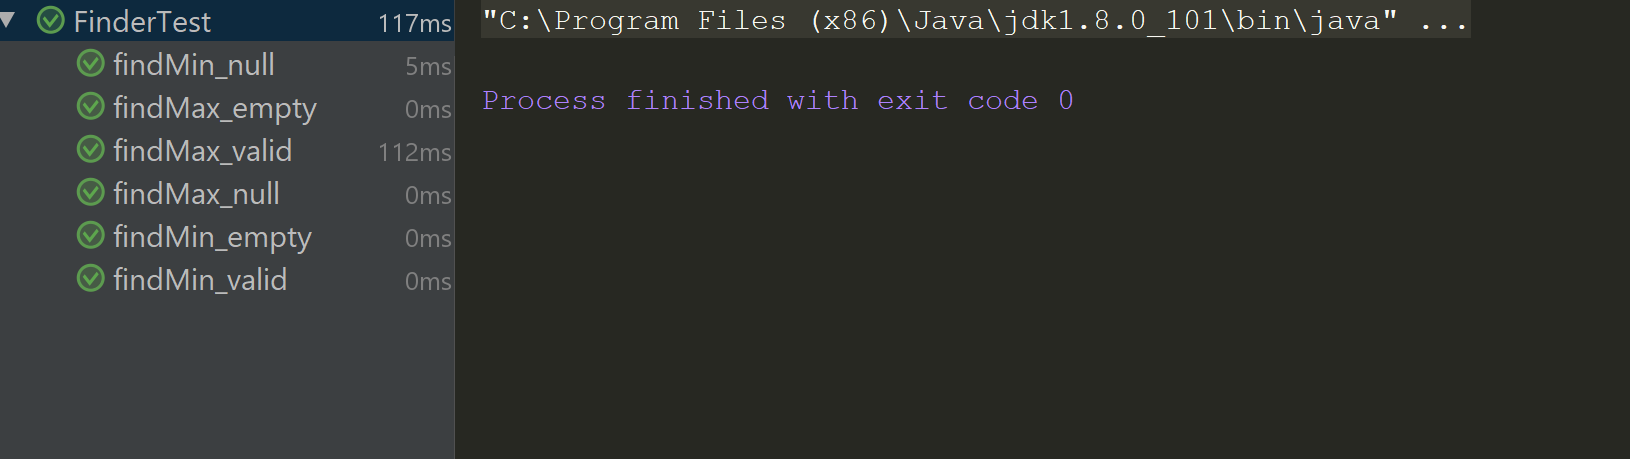 FinderTest 117ms
findMin_null 5ms
findMax_empty 0ms
findMax_valid 112ms
findMax_null 0ms
findMin_empty 0ms
findMin_valid 0ms
"C:\Program Files (x86)\Java\jdk1.8.0_101\bin\java" ...
Process finished with exit code 0